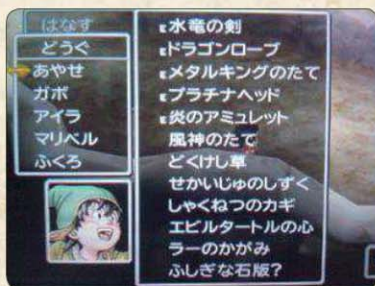 はなす
どうぐ
あやせ
ガボ
アイラ
マリベル
ふくろ
E水竜の剣
Eドラゴンローブ
Eメタルキングのたて
Eプラチナヘッド
E炎のアミュレット
風神のたて
どくけし草
せかいじゅのしずく
しゃくねつのカギ
エビルタートルの心
ラーのかがみ
ふしぎな石版?